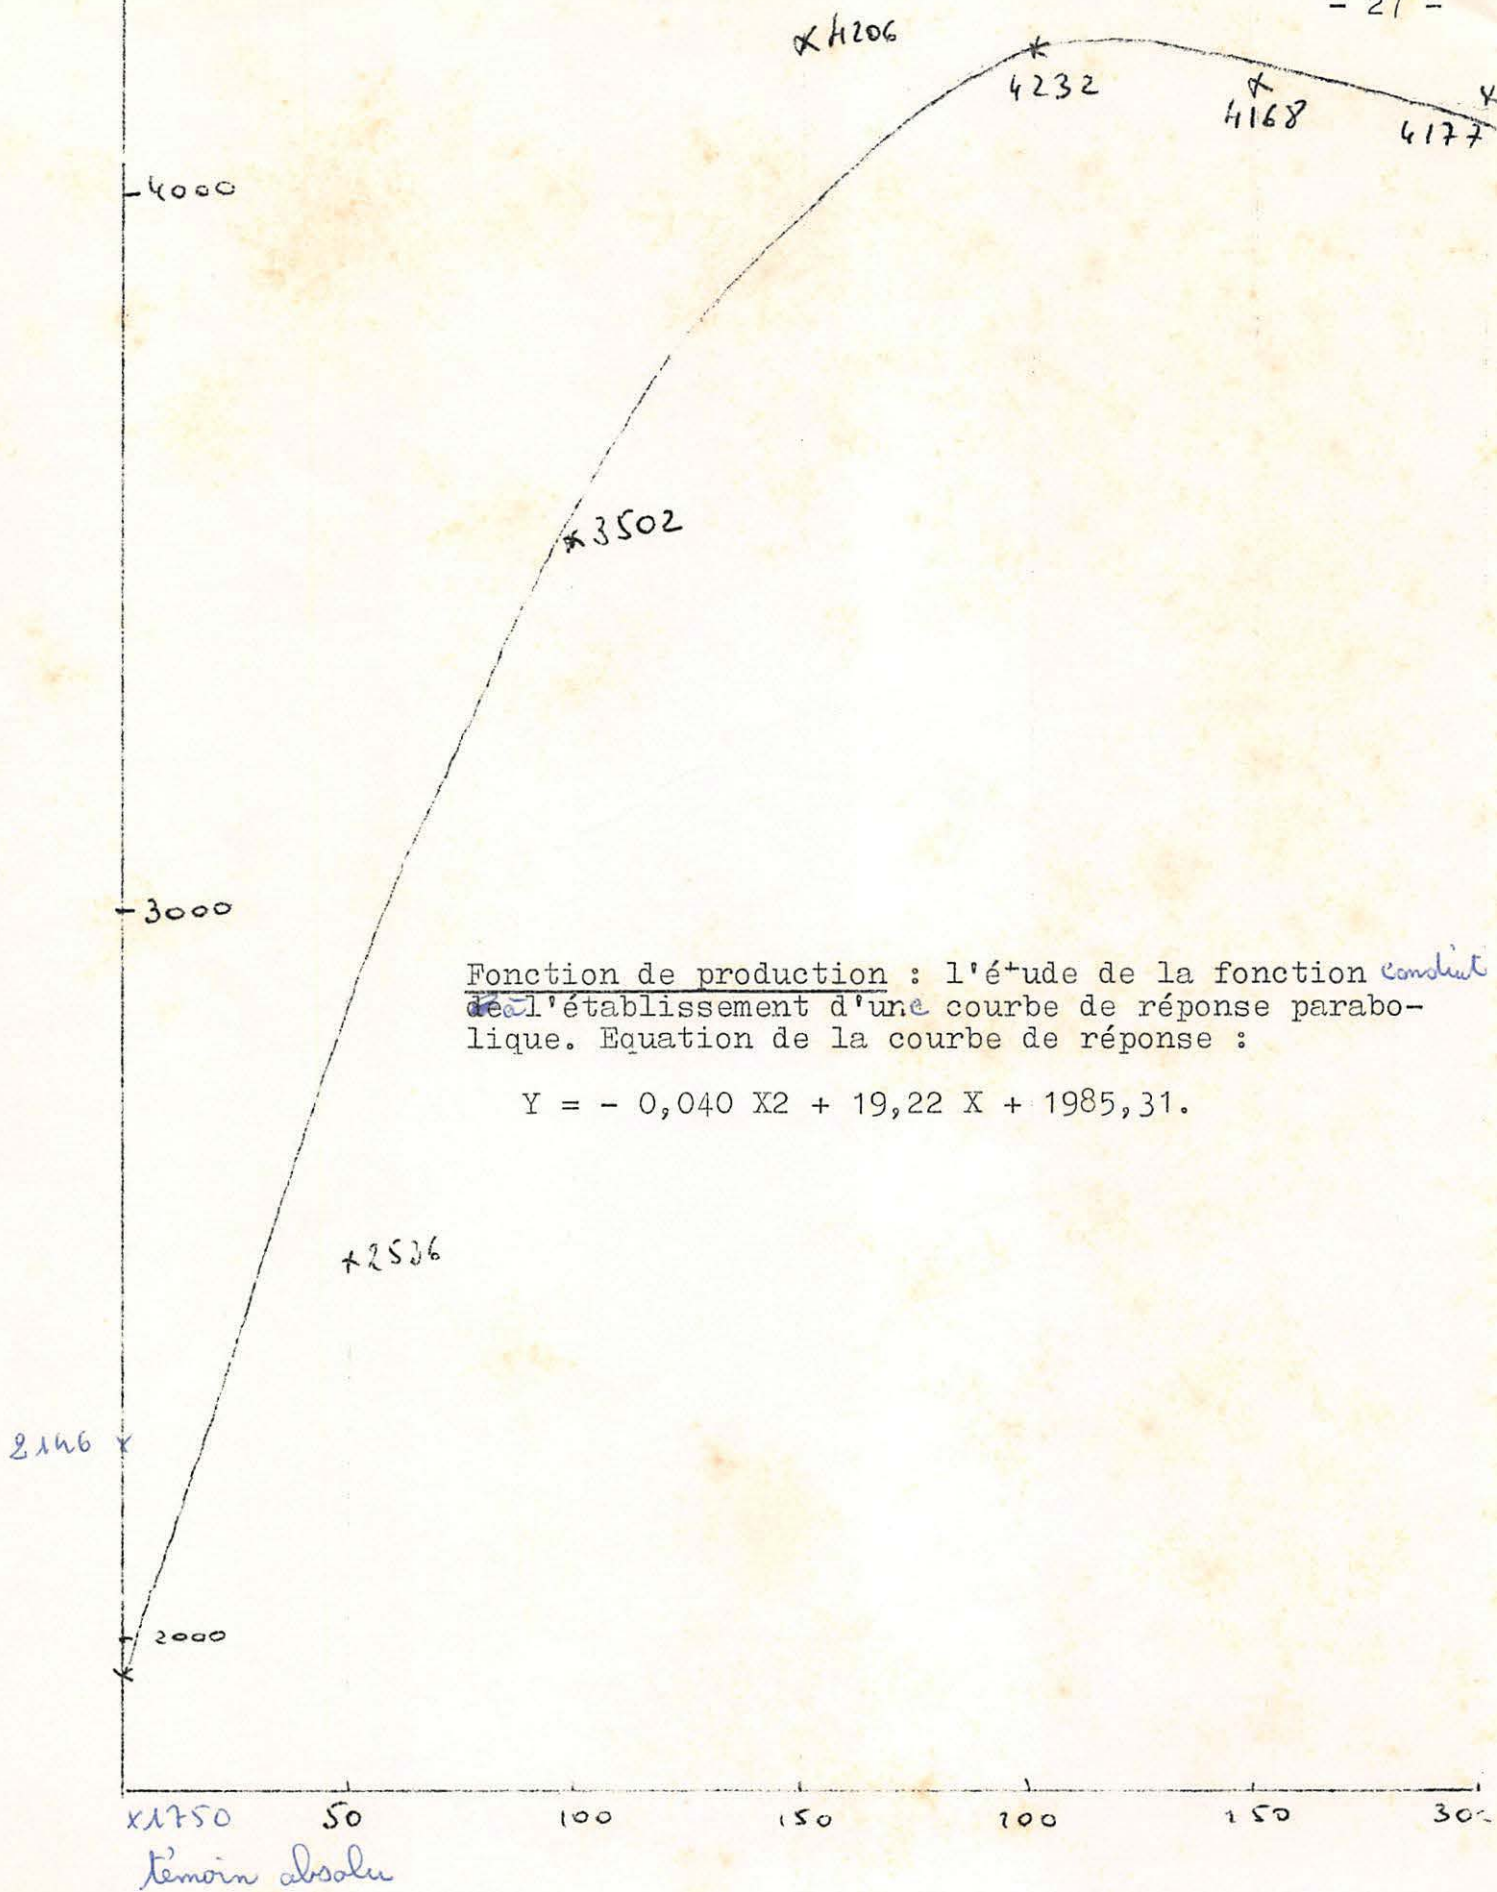 ×4206
4232
4168
4177
4000
×3502
3000
Fonction de production : l'étude de la fonction conduit
à l'établissement d'une courbe de réponse parabo-
lique. Equation de la courbe de réponse :
Y = - 0,040 X2 + 19,22 X + 1985,31.
×2536
2146 ×
2000
×1750 50 100 150 200 250
témoin absolu